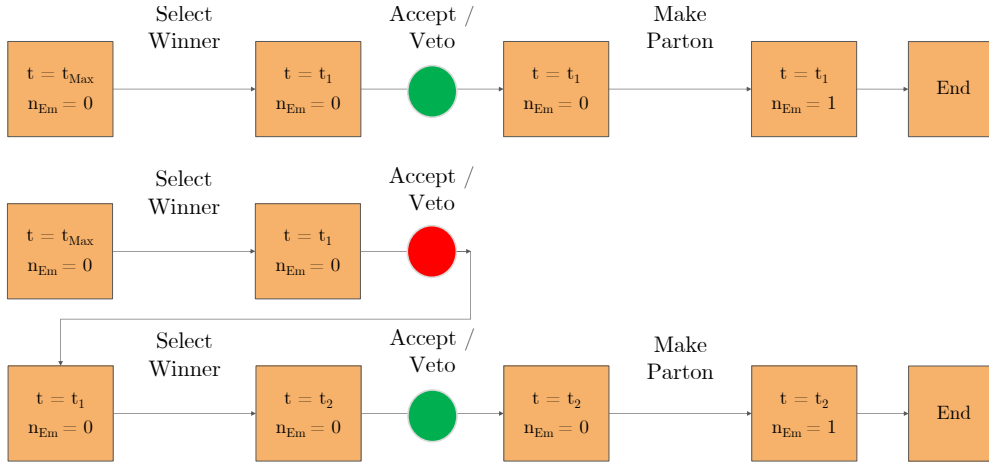 Select
Winner
Accept /
Veto
Make
Parton
t = t_Max
n_Em = 0
t = t_1
n_Em = 0
t = t_1
n_Em = 0
t = t_1
n_Em = 1
End
Select
Winner
Accept /
Veto
t = t_Max
n_Em = 0
t = t_1
n_Em = 0
Select
Winner
Accept /
Veto
Make
Parton
t = t_1
n_Em = 0
t = t_2
n_Em = 0
t = t_2
n_Em = 0
t = t_2
n_Em = 1
End